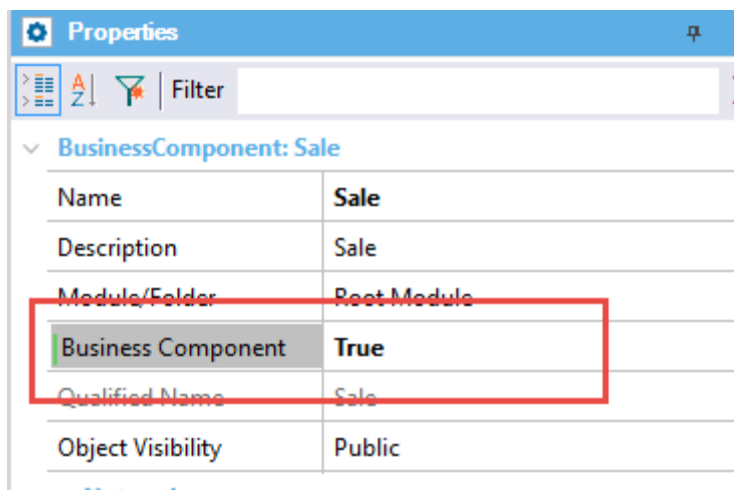 Properties
Filter
BusinessComponent: Sale
Name Sale
Description Sale
Module/Folder Root Module
Business Component True
Qualified Name Sale
Object Visibility Public